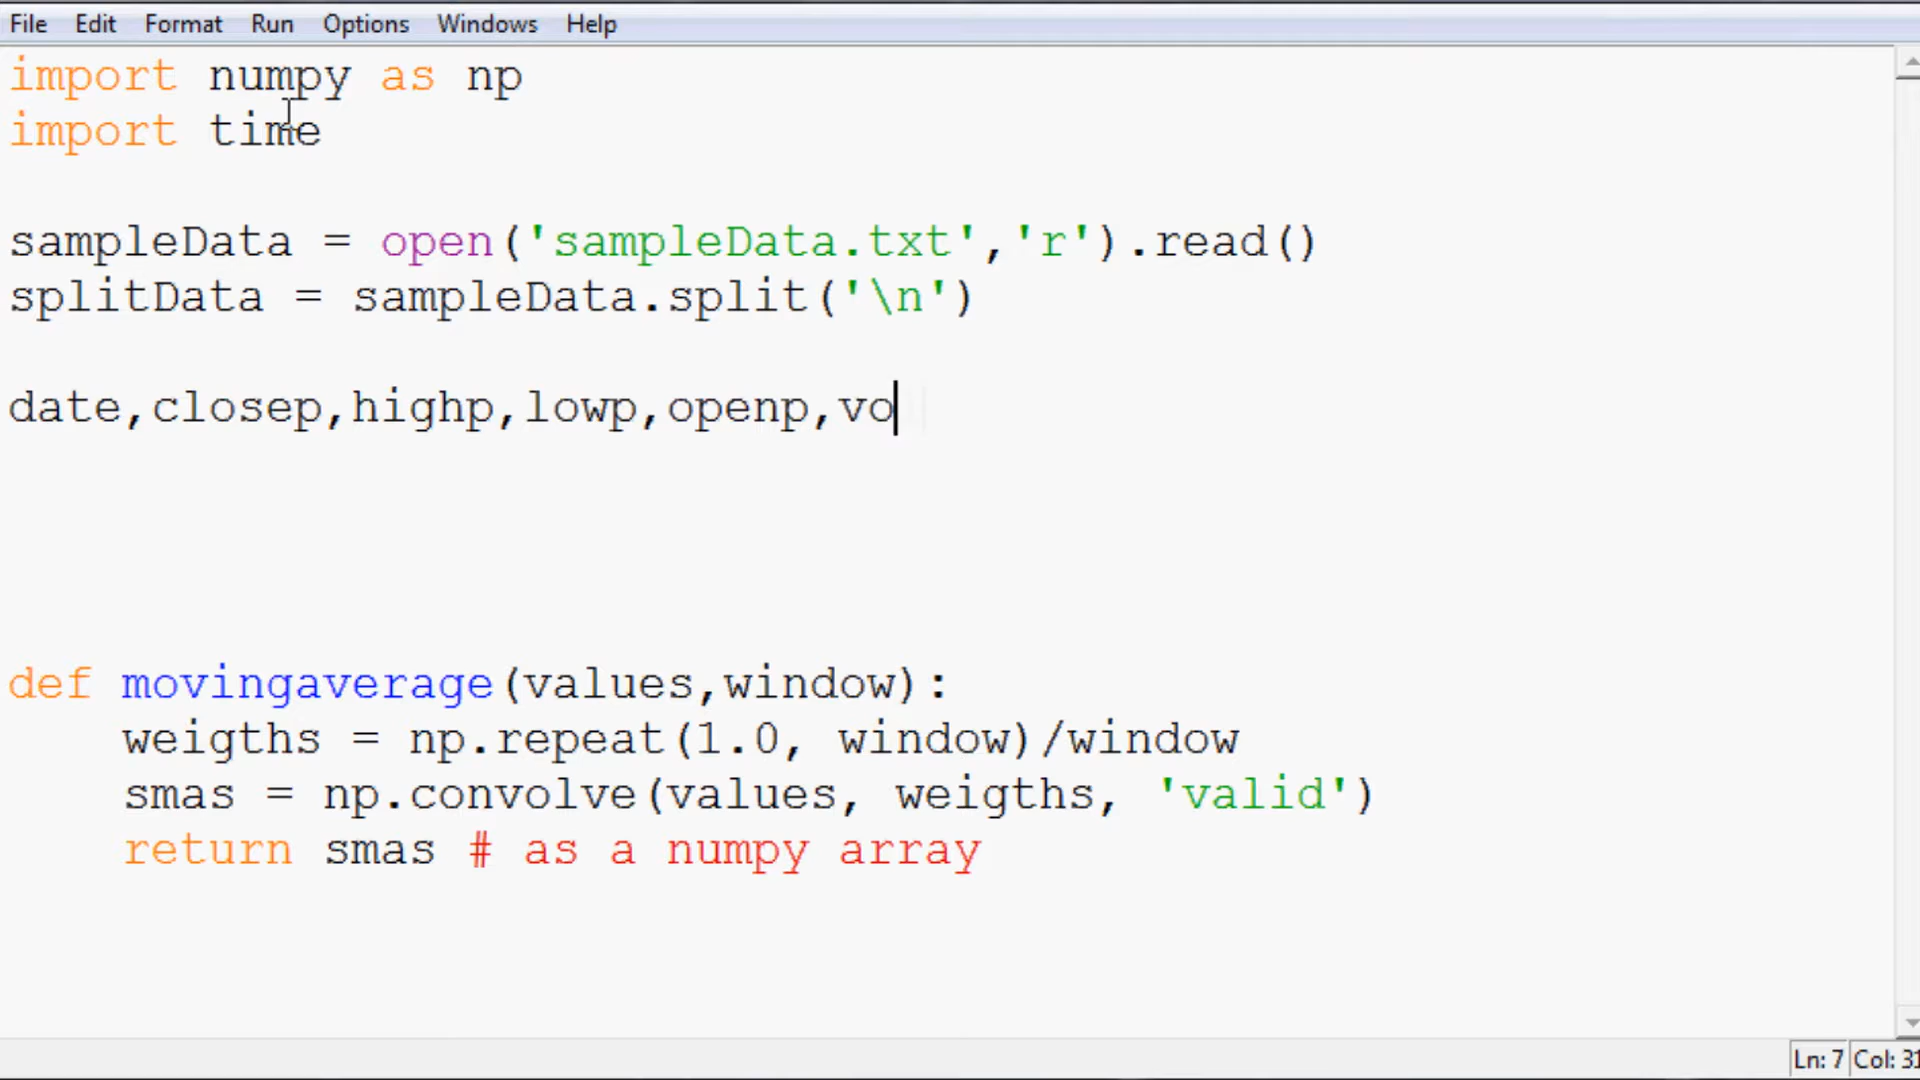 File Edit Format Run Options Windows Help
import numpy as np
import time
sampleData = open('sampleData.txt','r').read()
splitData = sampleData.split('\n')
date,closep,highp,lowp,openp,vo
def movingaverage(values,window):
weigths = np.repeat(1.0, window)/window
smas = np.convolve(values, weigths, 'valid')
return smas # as a numpy array
Ln: 7 Col: 31